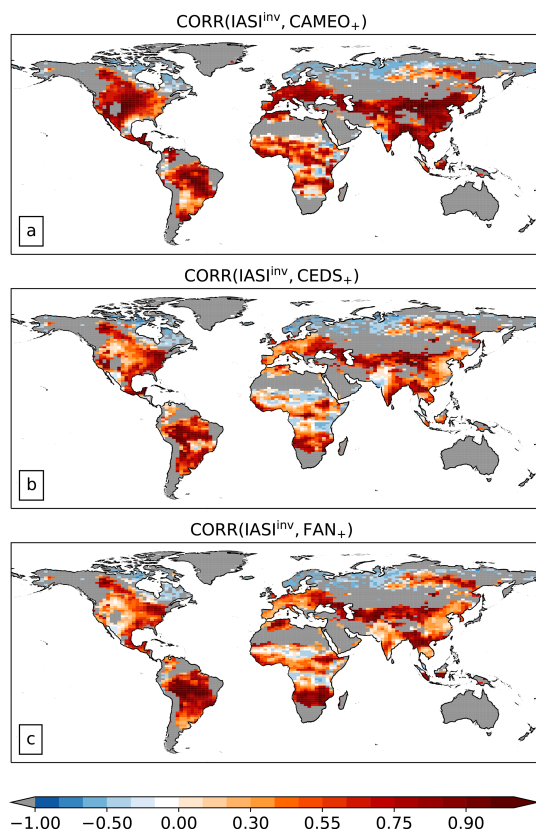 CORR(IASI^inv, CAMEO₊)
a
CORR(IASI^inv, CEDS₊)
b
CORR(IASI^inv, FAN₊)
c
−1.00 −0.50 0.00 0.30 0.55 0.75 0.90